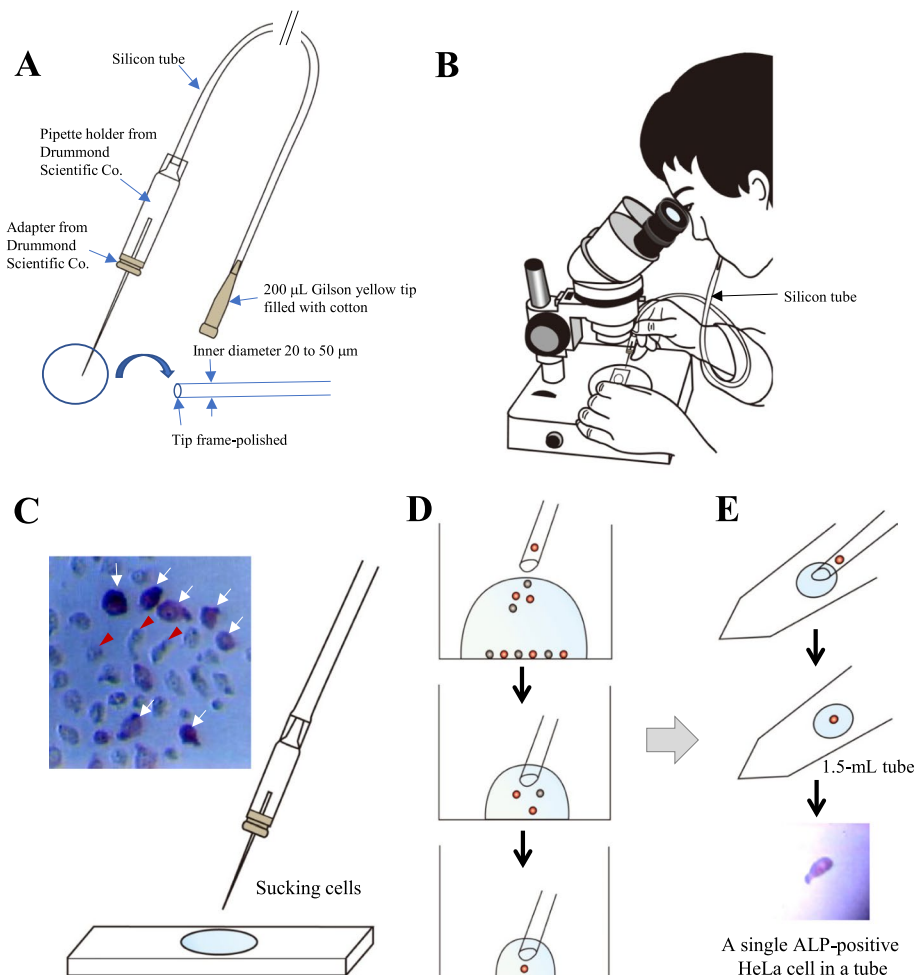 A
Silicon tube
Pipette holder from
Drummond
Scientific Co.
Adapter from
Drummond
Scientific Co.
200 μL Gilson yellow tip
filled with cotton
Inner diameter 20 to 50 μm
Tip frame-polished
B
Silicon tube
C
Sucking cells
D
E
1.5-mL tube
A single ALP-positive
HeLa cell in a tube